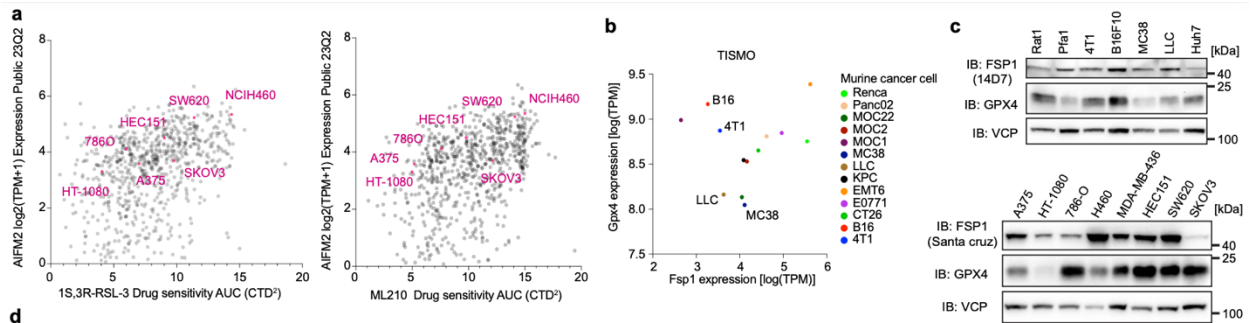 a
AIFM2 log2(TPM+1) Expression Public 23Q2
8
6
4
2
0
0
5
10
15
20
SW620
NCIH460
HEC151
786O
A375
SKOV3
HT-1080
1S,3R-RSL-3 Drug sensitivity AUC (CTD²)
AIFM2 log2(TPM+1) Expression Public 23Q2
8
6
4
2
0
0
5
10
15
20
SW620
NCIH460
HEC151
786O
A375
HT-1080
SKOV3
ML210 Drug sensitivity AUC (CTD²)
b
TISMO
Gpx4 expression [log(TPM)]
9.5
9.0
8.5
8.0
7.5
2
3
4
5
6
B16
4T1
LLC
MC38
Fsp1 expression [log(TPM)]
Murine cancer cell
Renca
Panc02
MOC22
MOC2
MOC1
MC38
LLC
KPC
EMT6
E0771
CT26
B16
4T1
c
Rat1
Pfa1
4T1
B16F10
MC38
LLC
Huh7
[kDa]
IB: FSP1
(14D7)
40
25
IB: GPX4
IB: VCP
100
A375
HT-1080
786-O
H460
MDA-MB-436
HEC151
SW620
SKOV3
[kDa]
IB: FSP1
(Santa cruz)
40
25
IB: GPX4
IB: VCP
100
d